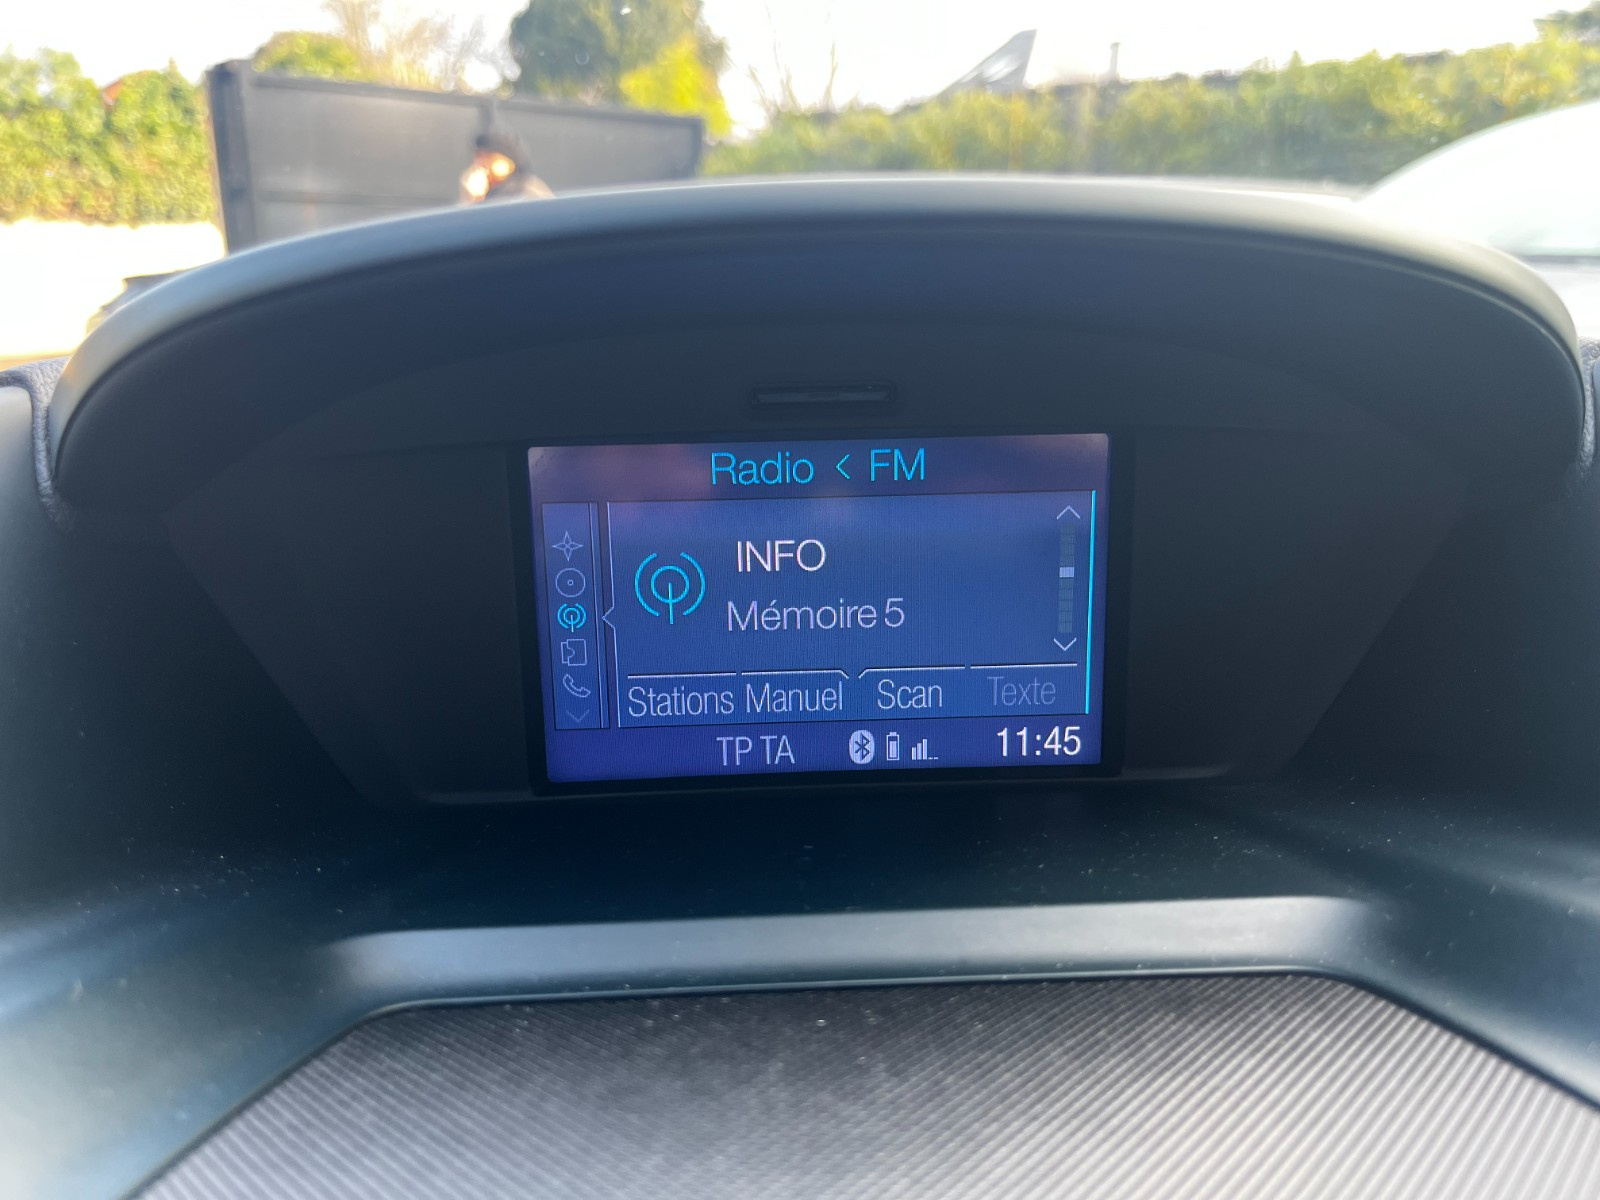 Radio < FM
INFO
Mémoire 5
Stations Manuel Scan Texte
TP TA 11:45